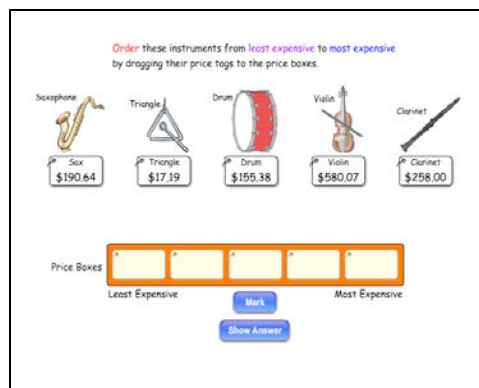 Order these instruments from least expensive to most expensive
by dragging their price tags to the price boxes.
Saxophone
Triangle
Drum
Violin
Clarinet
Sax
$190.64
Triangle
$17.19
Drum
$155.38
Violin
$580.07
Clarinet
$258.00
Price Boxes
Least Expensive
Most Expensive
Mark
Show Answer